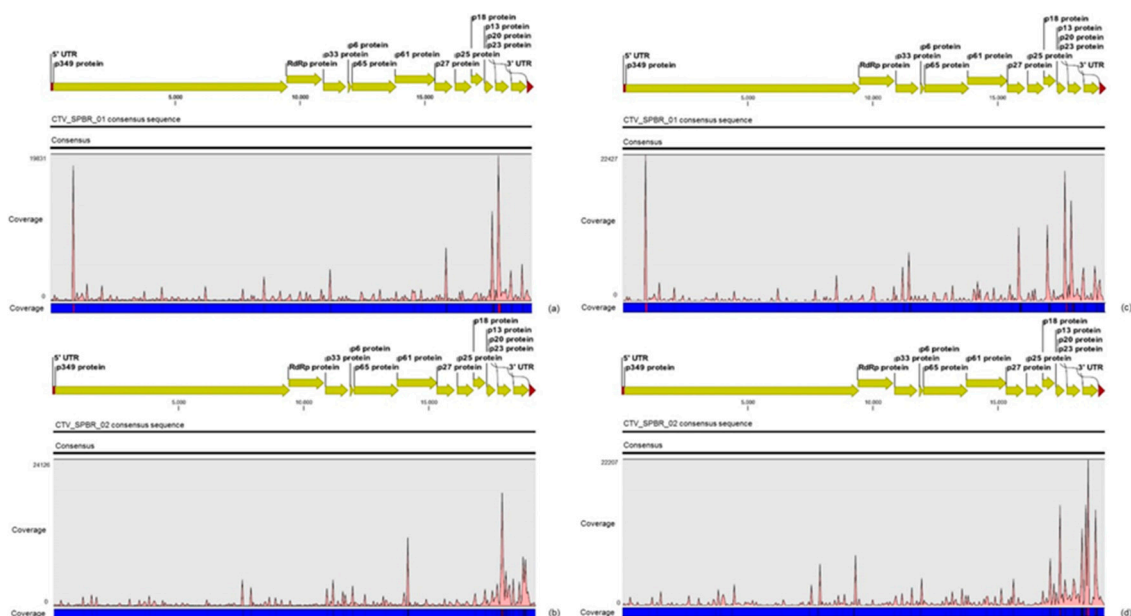 p18 protein
p13 protein
p20 protein
p23 protein
p6 protein
5' UTR
p33 protein
p61 protein
p25 protein
p349 protein
RdRp protein
p65 protein
p27 protein
3' UTR
5.000
10.000
15.000
CTV_SPBR_01 consensus sequence
Consensus
19831
Coverage
0
Coverage
(a)
p18 protein
p13 protein
p20 protein
p23 protein
p6 protein
5' UTR
p33 protein
p61 protein
p25 protein
p349 protein
RdRp protein
p65 protein
p27 protein
3' UTR
5.000
10.000
15.000
CTV_SPBR_01 consensus sequence
Consensus
22427
Coverage
0
Coverage
(c)
p18 protein
p13 protein
p20 protein
p23 protein
p6 protein
5' UTR
p33 protein
p61 protein
p25 protein
p349 protein
RdRp protein
p65 protein
p27 protein
3' UTR
5.000
10.000
15.000
CTV_SPBR_02 consensus sequence
Consensus
24126
Coverage
0
Coverage
(b)
p18 protein
p13 protein
p20 protein
p23 protein
p6 protein
5' UTR
p33 protein
p61 protein
p25 protein
p349 protein
RdRp protein
p65 protein
p27 protein
3' UTR
5.000
10.000
15.000
CTV_SPBR_02 consensus sequence
Consensus
22207
Coverage
0
Coverage
(d)